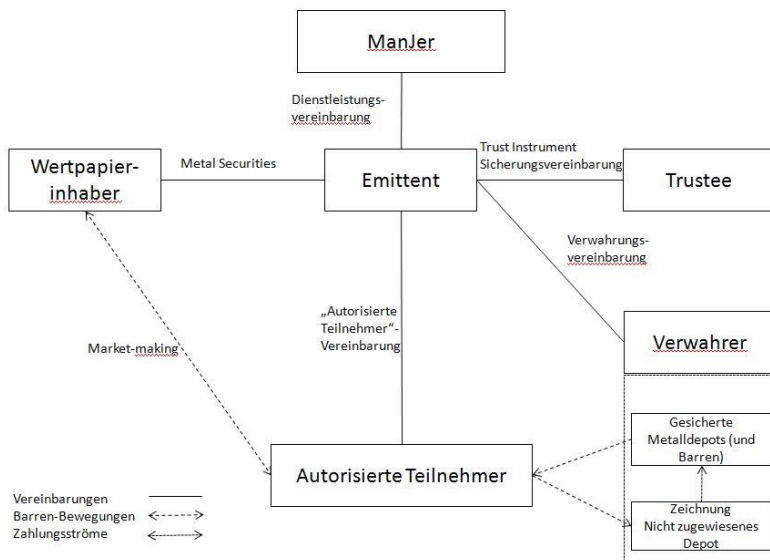 ManJer
Dienstleistungs-
vereinbarung
Wertpapier-
inhaber
Metal Securities
Emittent
Trust Instrument
Sicherungsvereinbarung
Trustee
Verwahrungs-
vereinbarung
„Autorisierte
Teilnehmer“-
Vereinbarung
Market-making
Verwahrer
Gesicherte
Metalldepots (und
Barren)
Autorisierte Teilnehmer
Zeichnung
Nicht zugewiesenes
Depot
Vereinbarungen
Barren-Bewegungen
Zahlungsströme